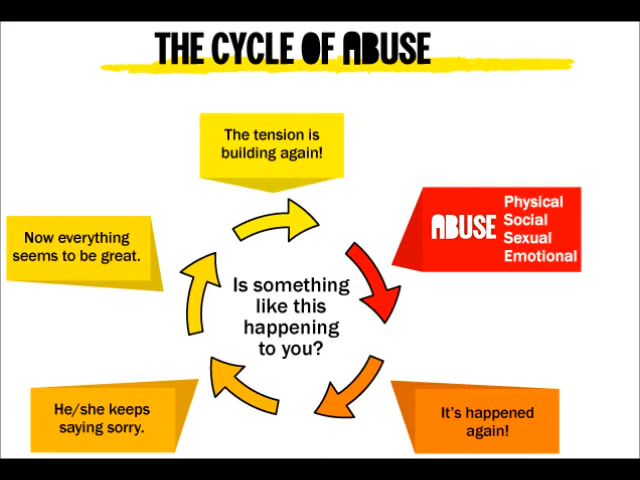 THE CYCLE OF ABUSE
The tension is
building again!
ABUSE
Physical
Social
Sexual
Emotional
It's happened
again!
He/she keeps
saying sorry.
Now everything
seems to be great.
Is something
like this
happening
to you?